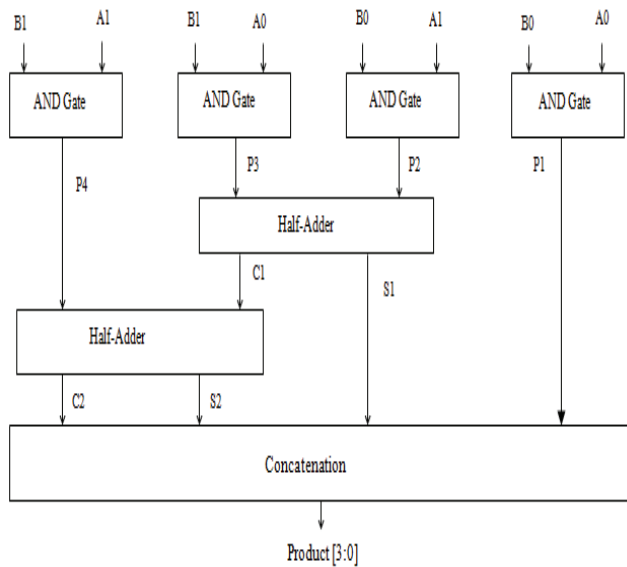 B1 A1 B1 A0 B0 A1 B0 A0
AND Gate AND Gate AND Gate AND Gate
P4 P3 P2 P1
Half-Adder
C1 S1
Half-Adder
C2 S2
Concatenation
Product [3:0]